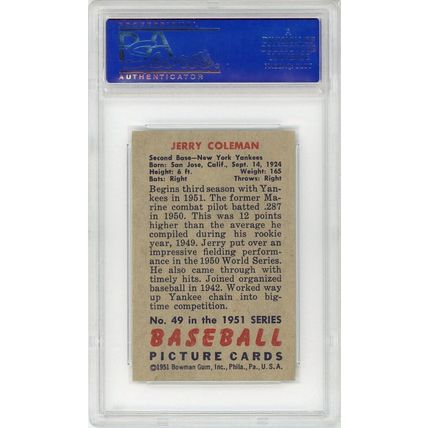 PSA
AUTHENTICATOR
JERRY COLEMAN
Second Base—New York Yankees
Born: San Jose, Calif., Sept. 14, 1924
Height: 6 ft. Weight: 165
Bats: Right Throws: Right
Begins third season with Yan-
kees in 1951. The former Ma-
rine combat pilot batted .287
in 1950. This was 12 points
higher than the average he
compiled during his rookie
year, 1949. Jerry put over an
impressive fielding perform-
ance in the 1950 World Series.
He also came through with
timely hits. Joined organized
baseball in 1942. Worked way up
Yankee chain into big-
time competition.
No. 49 in the 1951 SERIES
BASEBALL
PICTURE CARDS
©1951 Bowman Gum, Inc., Phila., Pa., U.S.A.